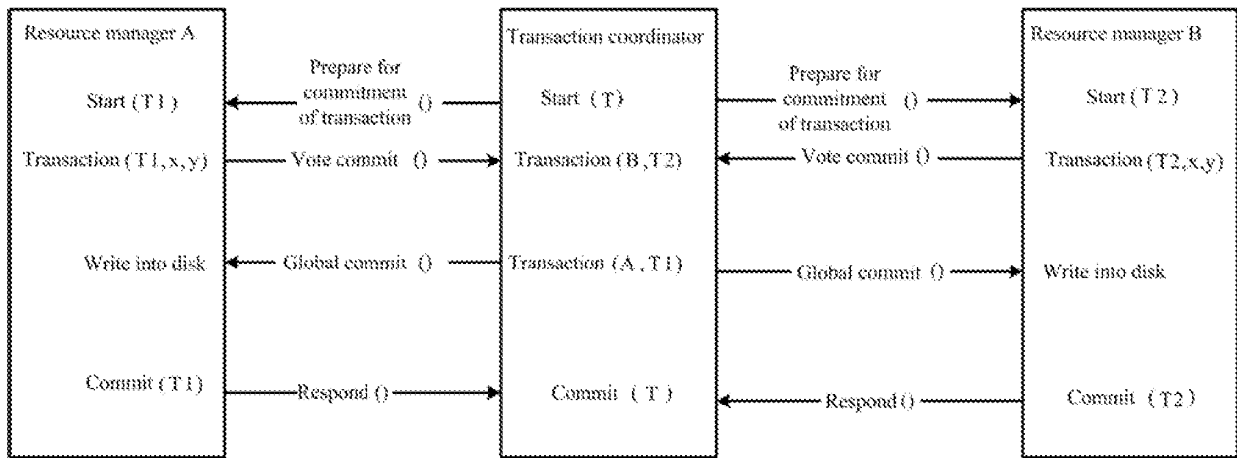 Resource manager A
Start (T1)
Transaction (T1,x,y)
Write into disk
Commit (T1)
Prepare for
commitment ()
of transaction
Vote commit ()
Global commit ()
Respond ()
Transaction coordinator
Start (T)
Transaction (B,T2)
Transaction (A,T1)
Commit (T)
Prepare for
commitment ()
of transaction
Vote commit ()
Global commit ()
Respond ()
Resource manager B
Start (T2)
Transaction (T2,x,y)
Write into disk
Commit (T2)